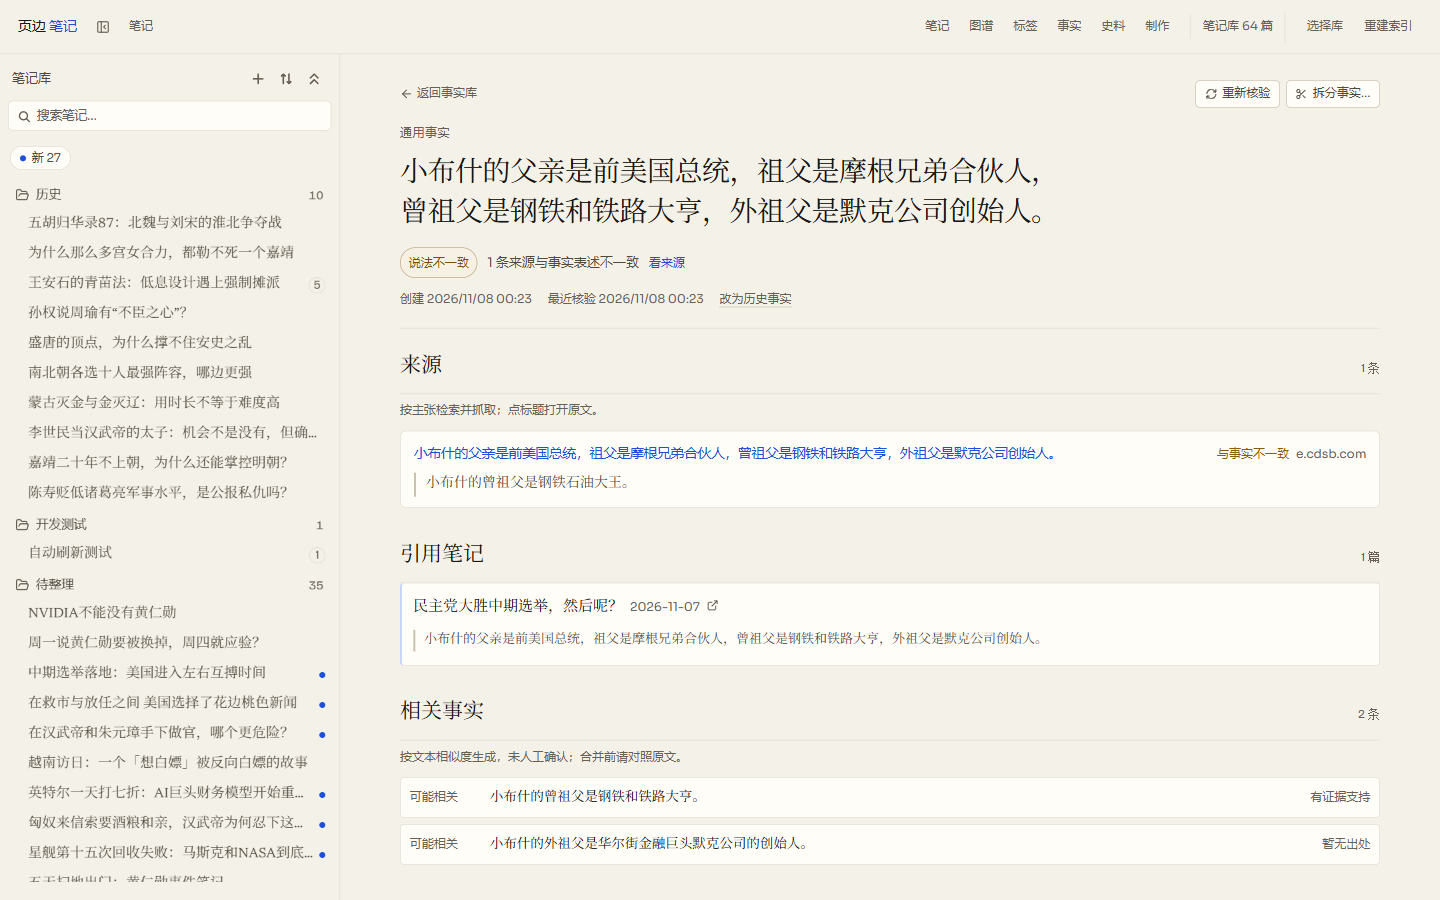 页边 笔记
笔记
笔记 图谱 标签 事实 史料 制作 笔记库 64 篇 选择库 重建索引
笔记库
搜索笔记...
新 27
历史 10
五胡归华录87：北魏与刘宋的淮北争夺战
为什么那么多宫女合力，都勒不死一个嘉靖
王安石的青苗法：低息设计遇上强制摊派 5
孙权说周瑜有“不臣之心”？
盛唐的顶点，为什么撑不住安史之乱
南北朝各选十人最强阵容，哪边更强
蒙古灭金与金灭辽：用时长不等于难度高
李世民当汉武帝的太子：机会不是没有，但确...
嘉靖二十年不上朝，为什么还能掌控明朝？
陈寿贬低诸葛亮军事水平，是公报私仇吗？
开发测试 1
自动刷新测试 1
待整理 35
NVIDIA不能没有黄仁勋
周一说黄仁勋要被换掉，周四就应验？
中期选举落地：美国进入左右互搏时间
在救市与放任之间 美国选择了花边桃色新闻
在汉武帝和朱元璋手下做官，哪个更危险？
越南访日：一个「想白嫖」被反向白嫖的故事
英特尔一天打七折：AI巨头财务模型开始重...
匈奴来信索要酒粮和亲，汉武帝为何忍下这...
星舰第十五次回收失败：马斯克和NASA到底...
返回事实库
重新核验 拆分事实...
通用事实
小布什的父亲是前美国总统，祖父是摩根兄弟合伙人，
曾祖父是钢铁和铁路大亨，外祖父是默克公司创始人。
说法不一致 1 条来源与事实表述不一致 看来源
创建 2026/11/08 00:23 最近核验 2026/11/08 00:23 改为历史事实
来源 1 条
按主张检索并抓取；点标题打开原文。
小布什的父亲是前美国总统，祖父是摩根兄弟合伙人，曾祖父是钢铁和铁路大亨，外祖父是默克公司创始人。 与事实不一致 e.cdsb.com
小布什的曾祖父是钢铁石油大王。
引用笔记 1 篇
民主党大胜中期选举，然后呢？ 2026-11-07
小布什的父亲是前美国总统，祖父是摩根兄弟合伙人，曾祖父是钢铁和铁路大亨，外祖父是默克公司创始人。
相关事实 2 条
按文本相似度生成，未人工确认；合并前请对照原文。
可能相关 小布什的曾祖父是钢铁和铁路大亨。 有证据支持
可能相关 小布什的外祖父是华尔街金融巨头默克公司的创始人。 暂无出处